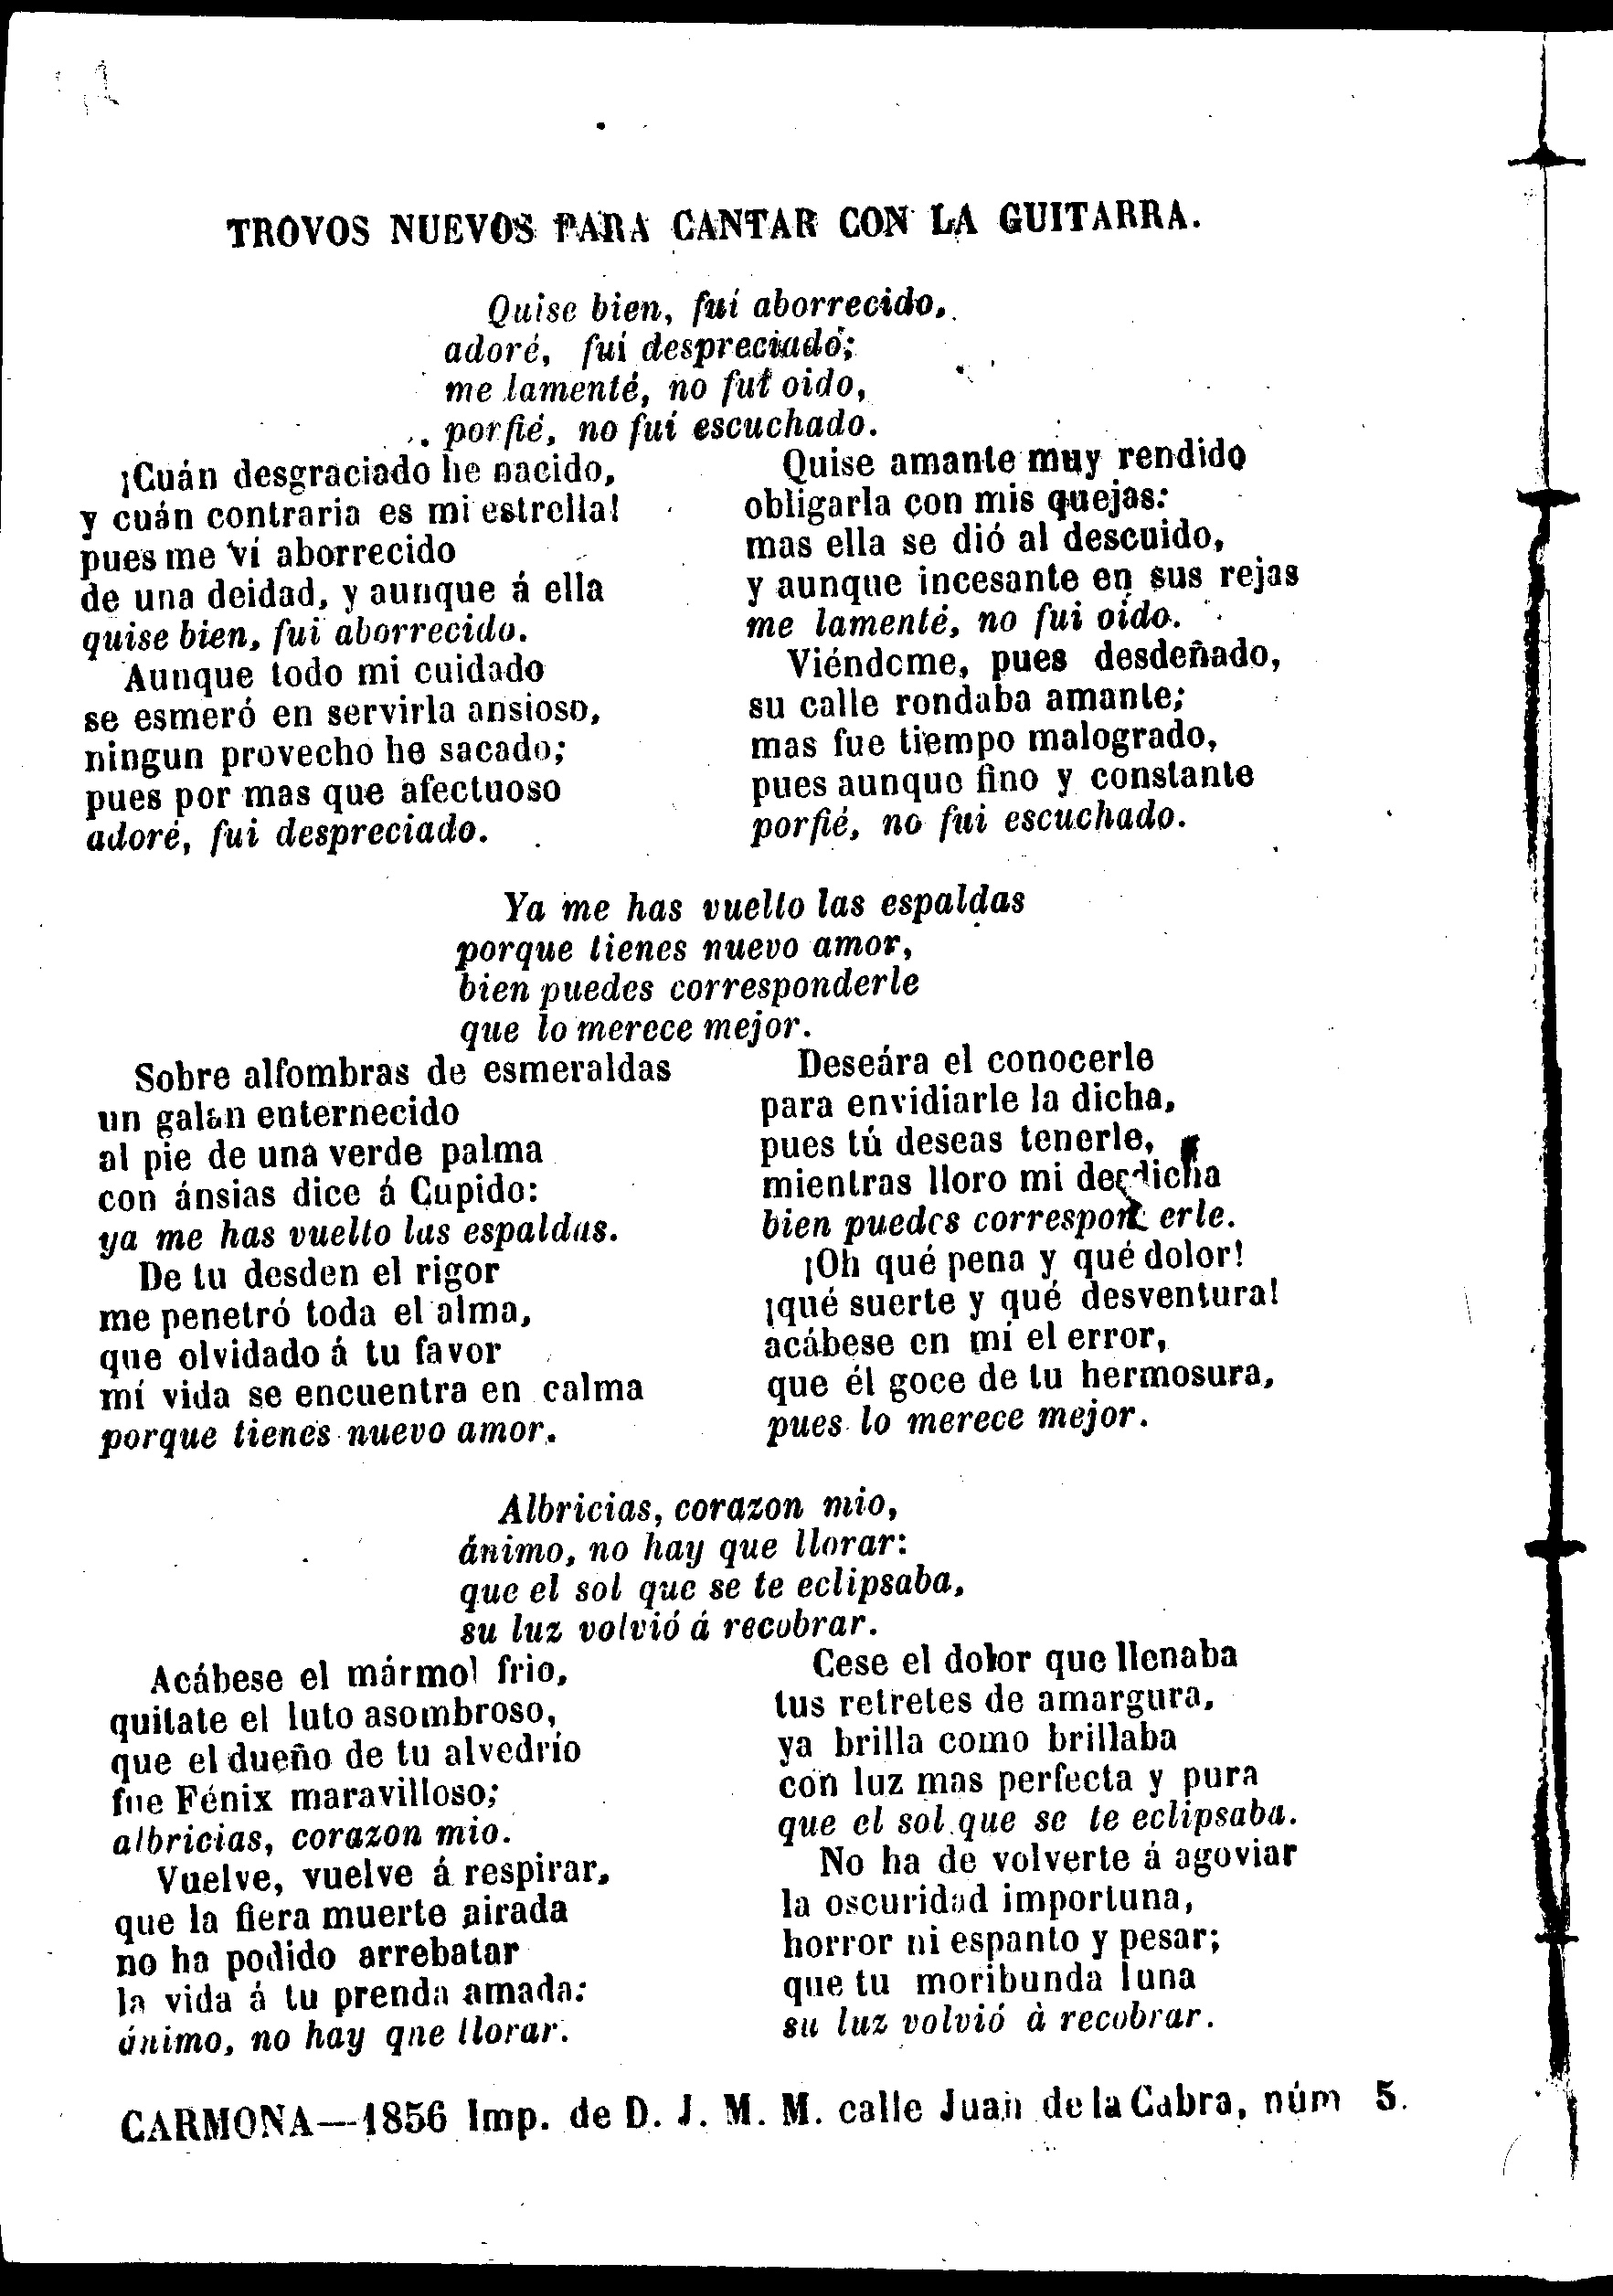 TROVOS NUEVOS PARA CANTAR CON LA GUITARRA.
Quise bien, fuí aborrecido,
adoré, fui despreciado;
me lamenté, no fuí oido,
porfié, no fuí escuchado.
¡Cuán desgraciado he nacido,
y cuán contraria es mi estrella!
pues me ví aborrecido
de una deidad, y aunque á ella
quise bien, fui aborrecido.
Aunque todo mi cuidado
se esmeró en servirla ansioso,
ningun provecho he sacado;
pues por mas que afectuoso
adoré, fui despreciado.
Quise amante muy rendido
obligarla con mis quejas:
mas ella se dió al descuido,
y aunque incesante en sus rejas
me lamenté, no fui oido.
Viéndome, pues desdeñado,
su calle rondaba amante;
mas fue tiempo malogrado,
pues aunque fino y constante
porfié, no fui escuchado.
Ya me has vuelto las espaldas
porque tienes nuevo amor,
bien puedes corresponderle
que lo merece mejor.
Sobre alfombras de esmeraldas
un galan enternecido
al pie de una verde palma
con ánsias dice á Cupido:
ya me has vuelto las espaldas.
De tu desden el rigor
me penetró toda el alma,
que olvidado á tu favor
mí vida se encuentra en calma
porque tienes nuevo amor.
Deseára el conocerle
para envidiarle la dicha,
pues tú deseas tenerle,
mientras lloro mi desdicha
bien puedes corresponderle.
¡Oh qué pena y qué dolor!
¡qué suerte y qué desventura!
acábese en mi el error,
que él goce de tu hermosura,
pues lo merece mejor.
Albricias, corazon mio,
ánimo, no hay que llorar:
que el sol que se te eclipsaba,
su luz volvió á recobrar.
Acábese el mármol frio,
quitate el luto asombroso,
que el dueño de tu alvedrío
fue Fénix maravilloso;
albricias, corazon mio.
Vuelve, vuelve á respirar,
que la fiera muerte airada
no ha podido arrebatar
la vida á tu prenda amada:
ánimo, no hay que llorar.
Cese el dolor que llenaba
tus retretes de amargura,
ya brilla como brillaba
con luz mas perfecta y pura
que el sol que se te eclipsaba.
No ha de volverte á agoviar
la oscuridad importuna,
horror ni espanto y pesar;
que tu moribunda luna
su luz volvió à recobrar.
CARMONA—1856 Imp. de D. J. M. M. calle Juan de la Cabra, núm 5.